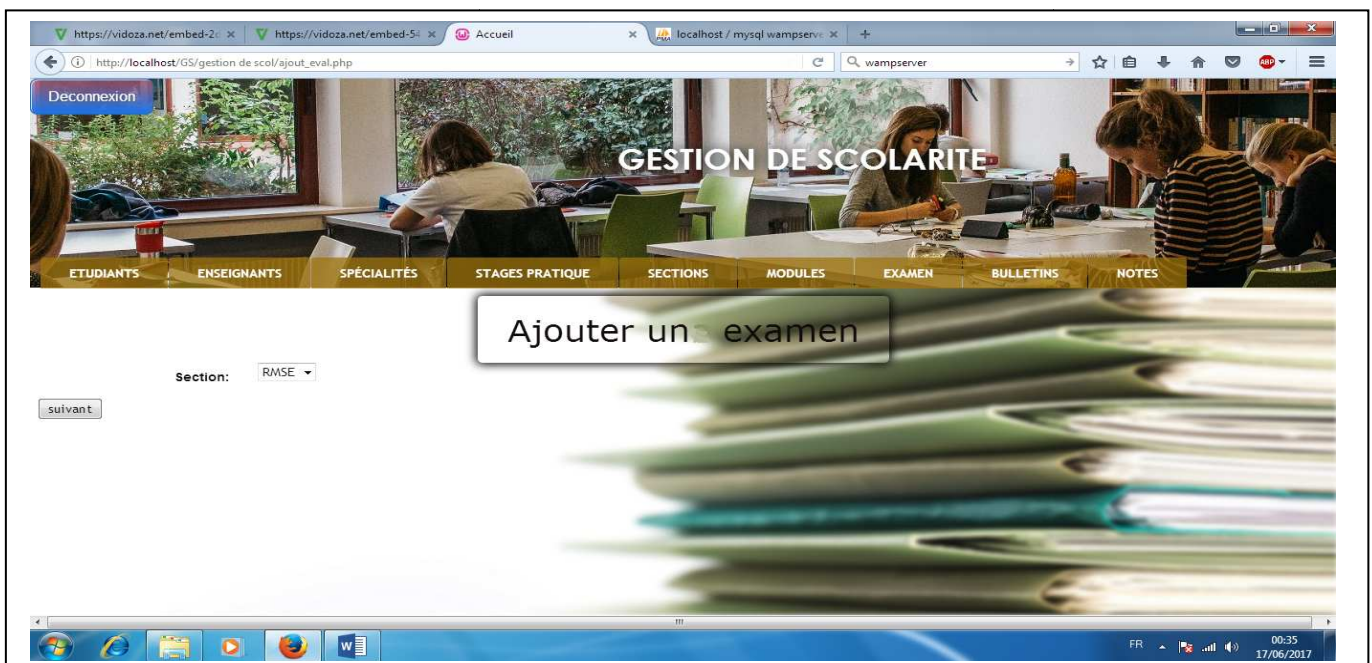 https://vidoza.net/embed-2c
https://vidoza.net/embed-54
Accueil
localhost / mysql wampserve
http://localhost/GS/gestion de scol/ajout_eval.php
wampserver
ABP
Deconnexion
GESTION DE SCOLARITE
ETUDIANTS ENSEIGNANTS SPÉCIALITÉS STAGES PRATIQUE SECTIONS MODULES EXAMEN BULLETINS NOTES
Ajouter un examen
Section: RMSE
suivant
FR
00:35
17/06/2017